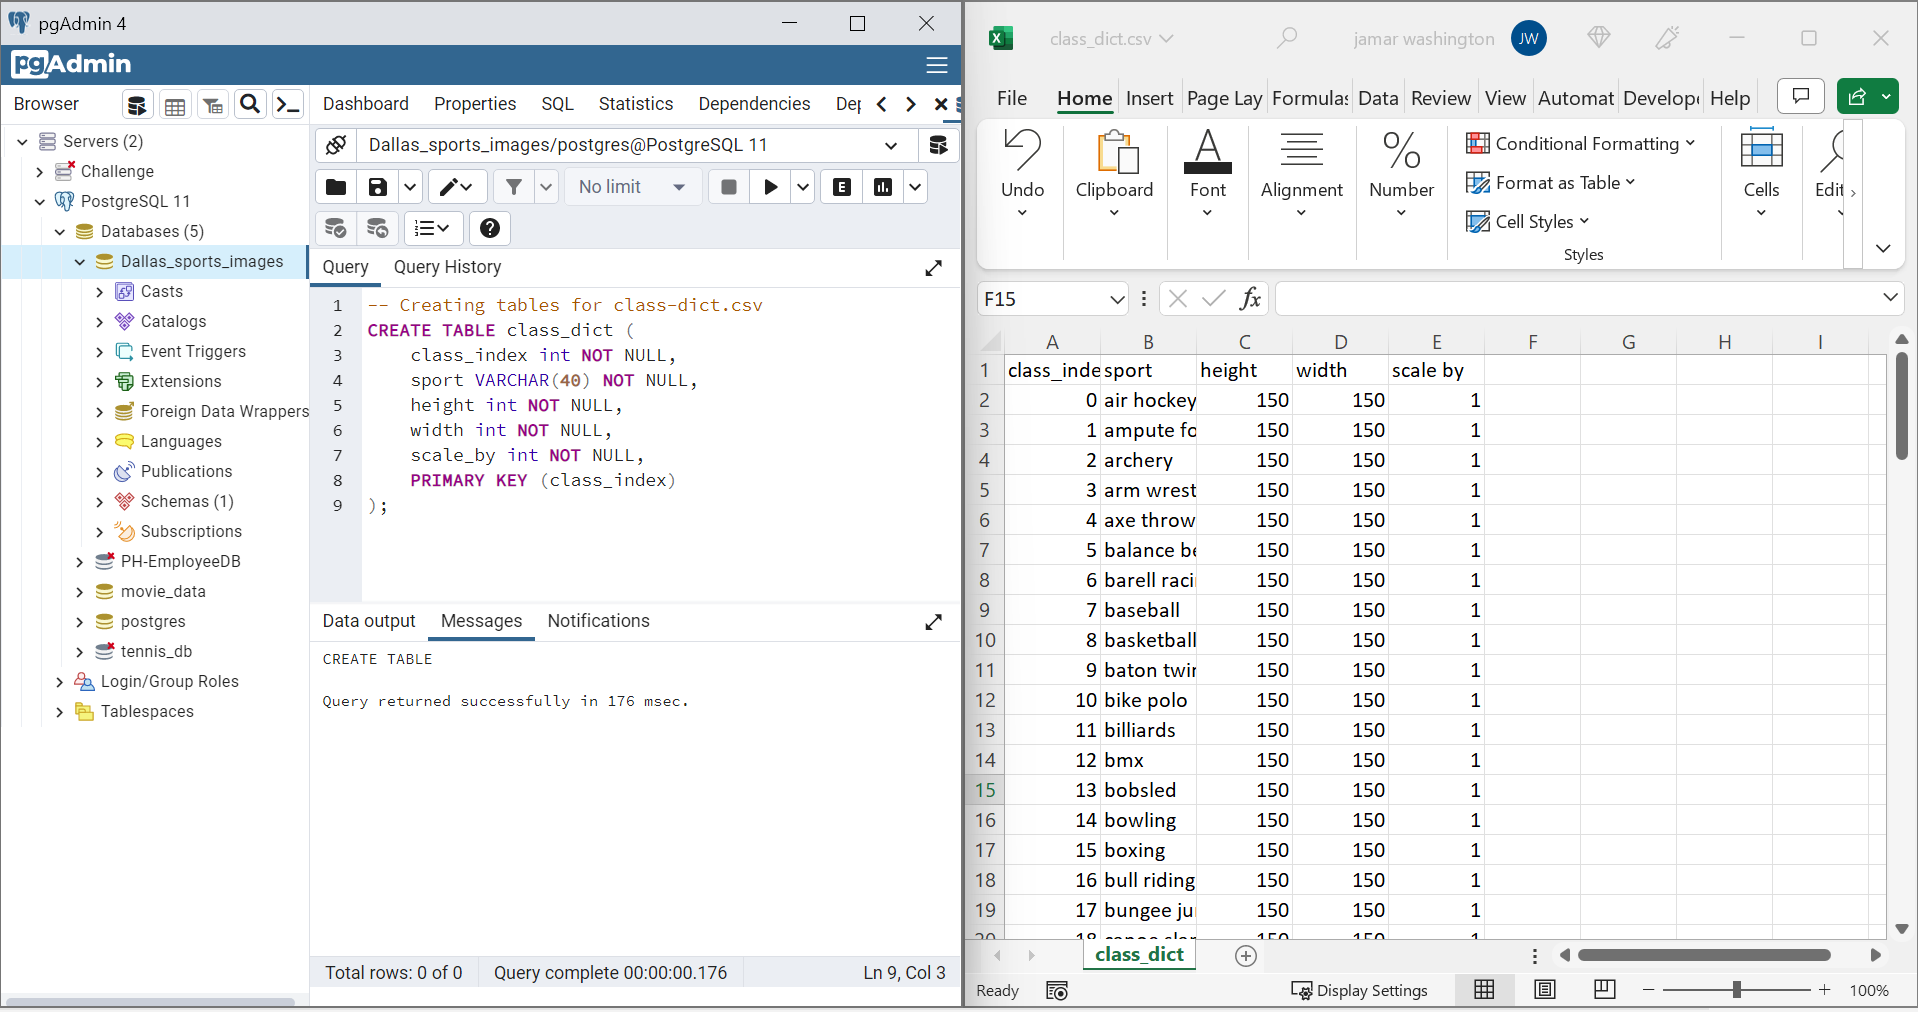 pgAdmin 4
pgAdmin
Browser
Servers (2)
Challenge
PostgreSQL 11
Databases (5)
Dallas_sports_images
Casts
Catalogs
Event Triggers
Extensions
Foreign Data Wrappers
Languages
Publications
Schemas (1)
Subscriptions
PH-EmployeeDB
movie_data
postgres
tennis_db
Login/Group Roles
Tablespaces
Dashboard Properties SQL Statistics Dependencies Dep
Dallas_sports_images/postgres@PostgreSQL 11
No limit
E
Query Query History
1 -- Creating tables for class-dict.csv
2 CREATE TABLE class_dict (
3 class_index int NOT NULL,
4 sport VARCHAR(40) NOT NULL,
5 height int NOT NULL,
6 width int NOT NULL,
7 scale_by int NOT NULL,
8 PRIMARY KEY (class_index)
9 );
Data output Messages Notifications
CREATE TABLE
Query returned successfully in 176 msec.
Total rows: 0 of 0 Query complete 00:00:00.176 Ln 9, Col 3
class_dict.csv jamar washington JW
File Home Insert Page Lay Formulas Data Review View Automat Develop Help
Undo Clipboard Font Alignment Number
% A
Conditional Formatting
Format as Table
Cell Styles
Styles
Cells Edit
F15 fx
A B C D E F G H I
1 class_inde sport height width scale by
2 0 air hockey 150 150 1
3 1 ampute fo 150 150 1
4 2 archery 150 150 1
5 3 arm wrest 150 150 1
6 4 axe throw 150 150 1
7 5 balance be 150 150 1
8 6 barell raci 150 150 1
9 7 baseball 150 150 1
10 8 basketball 150 150 1
11 9 baton twir 150 150 1
12 10 bike polo 150 150 1
13 11 billiards 150 150 1
14 12 bmx 150 150 1
15 13 bobsled 150 150 1
16 14 bowling 150 150 1
17 15 boxing 150 150 1
18 16 bull riding 150 150 1
19 17 bungee ju 150 150 1
class_dict
Ready Display Settings 100%